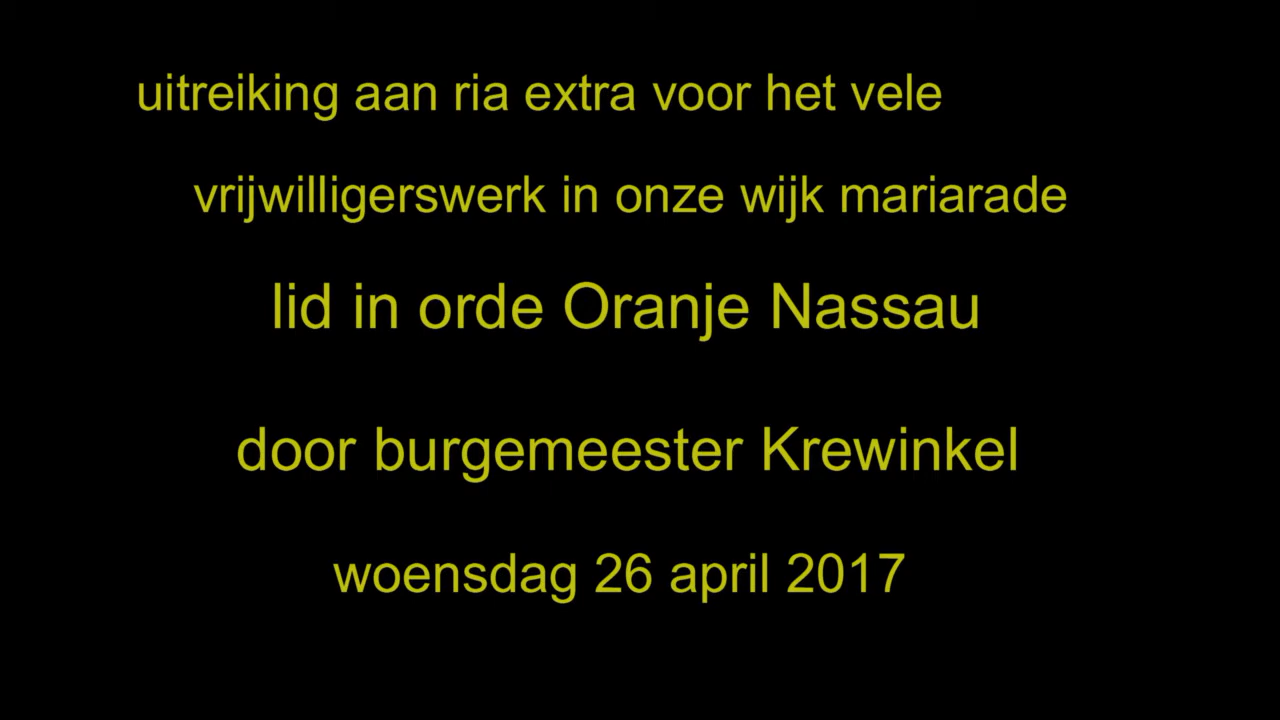 uitreiking aan ria extra voor het vele
vrijwilligerswerk in onze wijk mariarade
lid in orde Oranje Nassau
door burgemeester Krewinkel
woensdag 26 april 2017